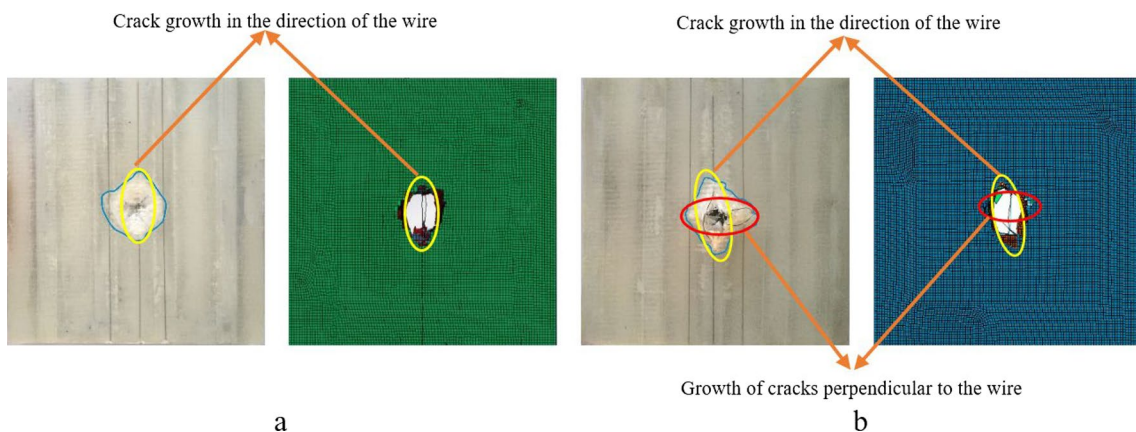 Crack growth in the direction of the wire
Crack growth in the direction of the wire
Growth of cracks perpendicular to the wire
a
b